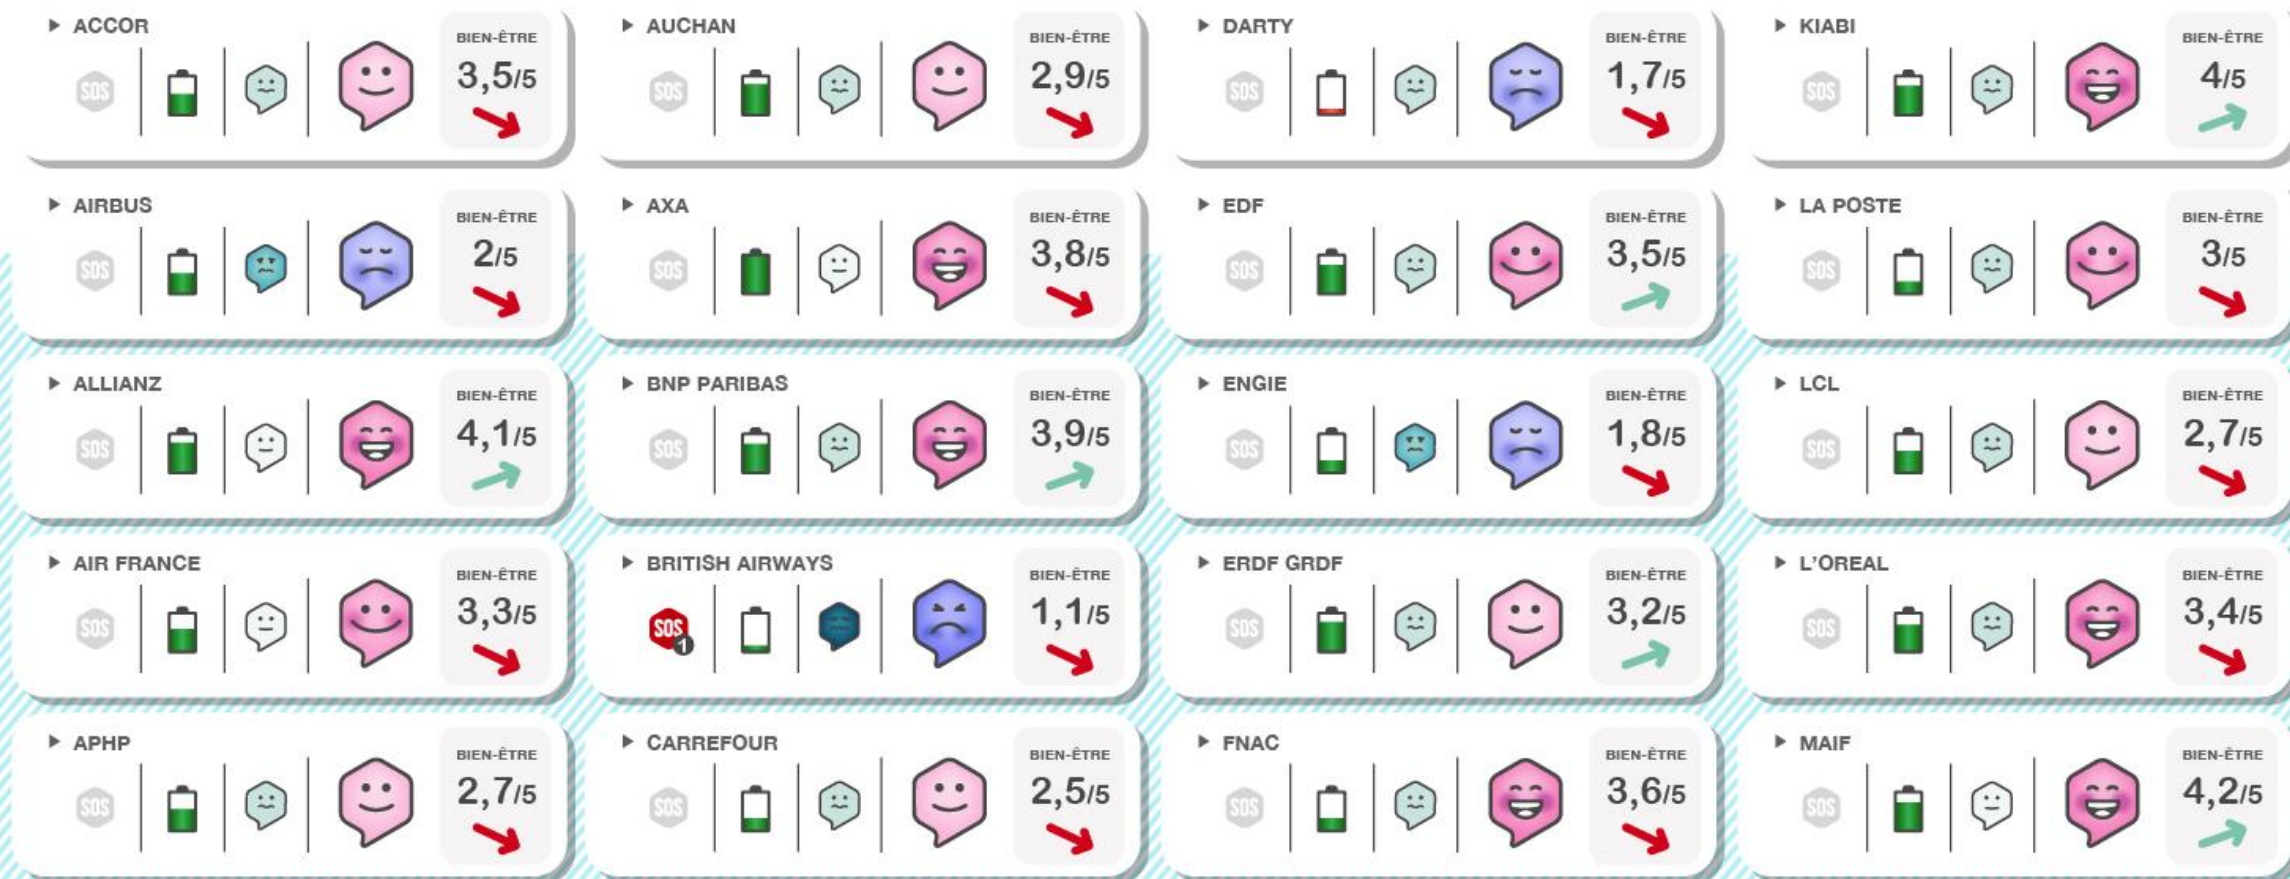 ACCOR
SOS
BIEN-ÊTRE
3,5/5
AUCHAN
SOS
BIEN-ÊTRE
2,9/5
DARTY
SOS
BIEN-ÊTRE
1,7/5
KIABI
SOS
BIEN-ÊTRE
4/5
AIRBUS
SOS
BIEN-ÊTRE
2/5
AXA
SOS
BIEN-ÊTRE
3,8/5
EDF
SOS
BIEN-ÊTRE
3,5/5
LA POSTE
SOS
BIEN-ÊTRE
3/5
ALLIANZ
SOS
BIEN-ÊTRE
4,1/5
BNP PARIBAS
SOS
BIEN-ÊTRE
3,9/5
ENGIE
SOS
BIEN-ÊTRE
1,8/5
LCL
SOS
BIEN-ÊTRE
2,7/5
AIR FRANCE
SOS
BIEN-ÊTRE
3,3/5
BRITISH AIRWAYS
SOS
1
BIEN-ÊTRE
1,1/5
ERDF GRDF
SOS
BIEN-ÊTRE
3,2/5
L'OREAL
SOS
BIEN-ÊTRE
3,4/5
APHP
SOS
BIEN-ÊTRE
2,7/5
CARREFOUR
SOS
BIEN-ÊTRE
2,5/5
FNAC
SOS
BIEN-ÊTRE
3,6/5
MAIF
SOS
BIEN-ÊTRE
4,2/5